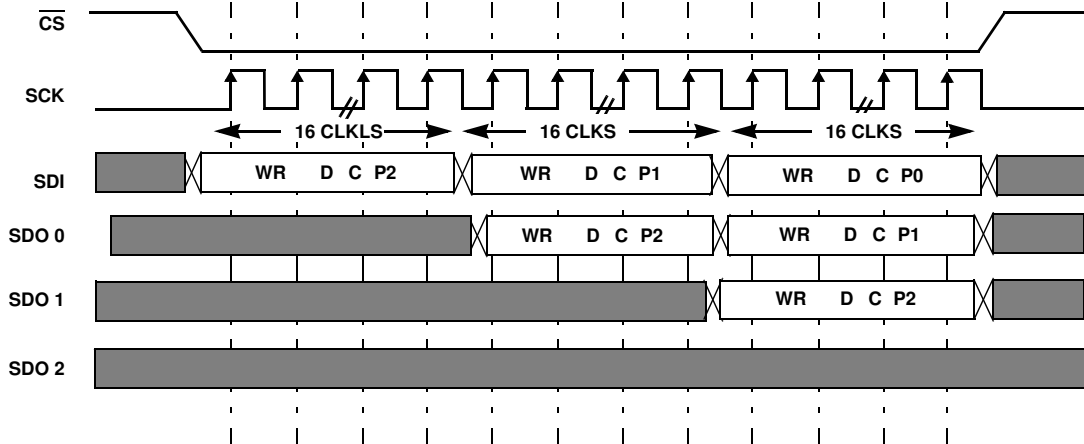 CS
SCK
16 CLKLS 16 CLKS 16 CLKS
SDI WR D C P2 WR D C P1 WR D C P0
SDO 0 WR D C P2 WR D C P1
SDO 1 WR D C P2
SDO 2